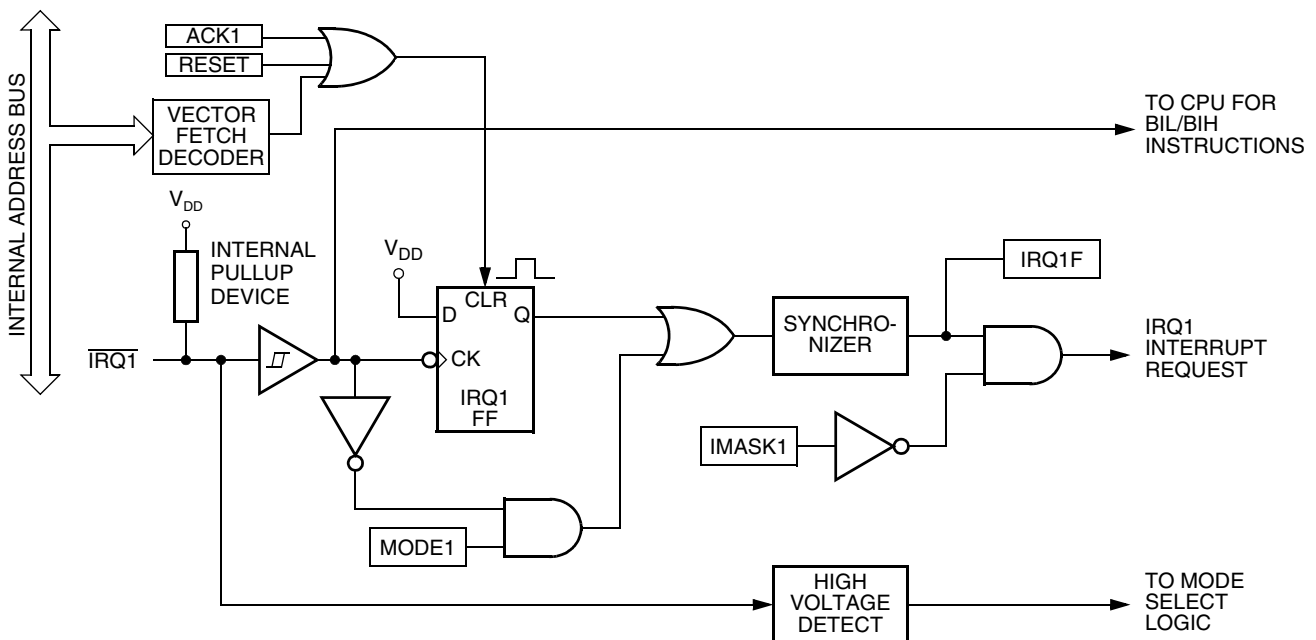 INTERNAL ADDRESS BUS
ACK1
RESET
VECTOR
FETCH
DECODER
TO CPU FOR
BIL/BIH
INSTRUCTIONS
VDD
INTERNAL
PULLUP
DEVICE
VDD
CLR
D
Q
CK
IRQ1
FF
IRQ1
SYNCHRO-
NIZER
IRQ1F
IRQ1
INTERRUPT
REQUEST
IMASK1
MODE1
HIGH
VOLTAGE
DETECT
TO MODE
SELECT
LOGIC